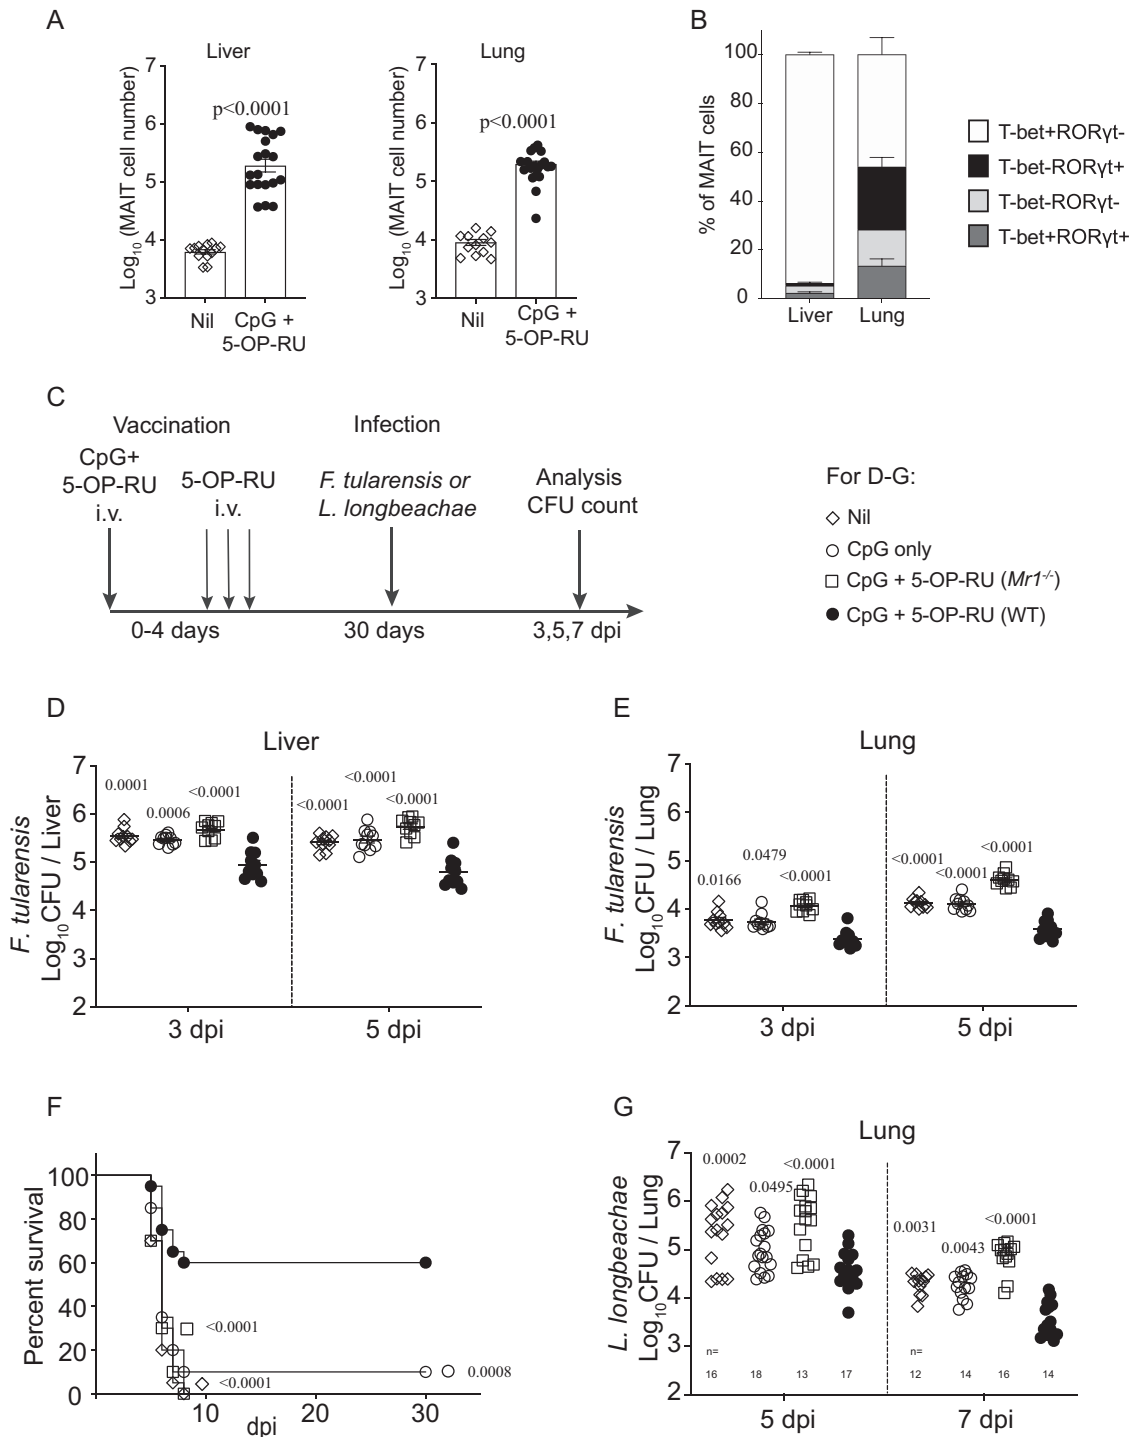 A
Liver
Log10 (MAIT cell number)
7
6
5
4
3
p<0.0001
Nil
CpG +
5-OP-RU
Lung
Log10 (MAIT cell number)
7
6
5
4
3
p<0.0001
Nil
CpG +
5-OP-RU
B
% of MAIT cells
100
80
60
40
20
0
Liver
Lung
T-bet+RORγt-
T-bet-RORγt+
T-bet-RORγt-
T-bet+RORγt+
C
Vaccination
CpG+
5-OP-RU
i.v.
5-OP-RU
i.v.
Infection
F. tularensis or
L. longbeachae
Analysis
CFU count
0-4 days
30 days
3,5,7 dpi
For D-G:
Nil
CpG only
CpG + 5-OP-RU (Mr1-/-)
CpG + 5-OP-RU (WT)
D
Liver
F. tularensis
Log10CFU / Liver
7
6
5
4
3
2
0.0001
0.0006
<0.0001
<0.0001
<0.0001
<0.0001
3 dpi
5 dpi
E
Lung
F. tularensis
Log10CFU / Lung
7
6
5
4
3
2
0.0166
0.0479
<0.0001
<0.0001
<0.0001
<0.0001
3 dpi
5 dpi
F
Percent survival
100
80
60
40
20
0
<0.0001
<0.0001
0.0008
10
20
30
dpi
G
Lung
L. longbeachae
Log10CFU / Lung
7
6
5
4
3
2
0.0002
0.0495
<0.0001
0.0031
0.0043
<0.0001
n=
n=
16
18
13
17
12
14
16
14
5 dpi
7 dpi